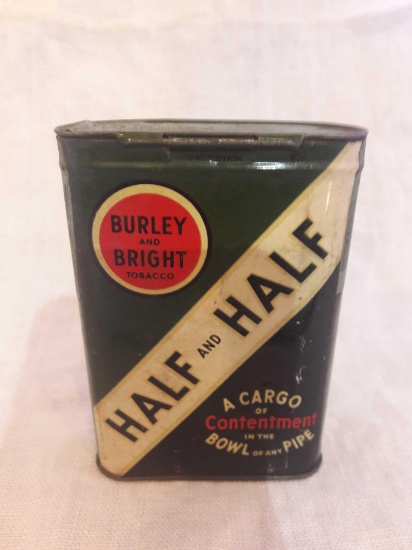 BURLEY
AND
BRIGHT
TOBACCO
HALF AND HALF
A CARGO
OF
Contentment
IN THE
BOWL OF ANY PIPE